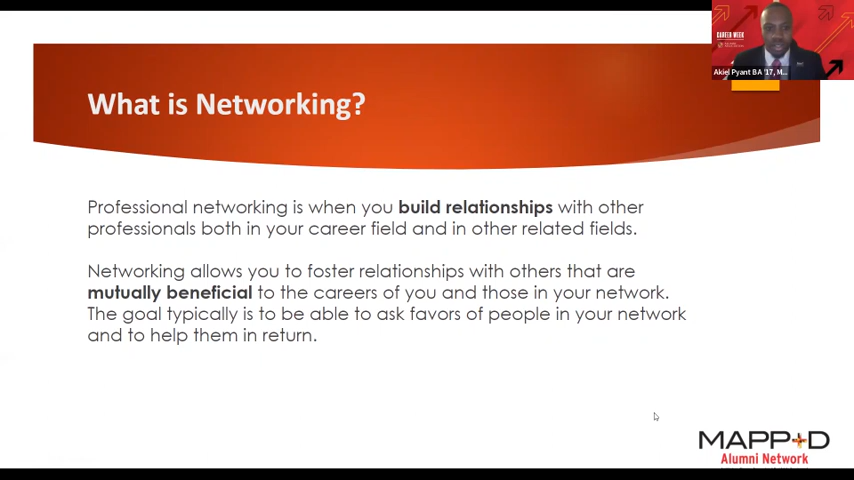 CAREER WEEK
Akiel Pyant BA '17, M...
What is Networking?
Professional networking is when you build relationships with other
professionals both in your career field and in other related fields.
Networking allows you to foster relationships with others that are
mutually beneficial to the careers of you and those in your network.
The goal typically is to be able to ask favors of people in your network
and to help them in return.
MAPP+D
Alumni Network